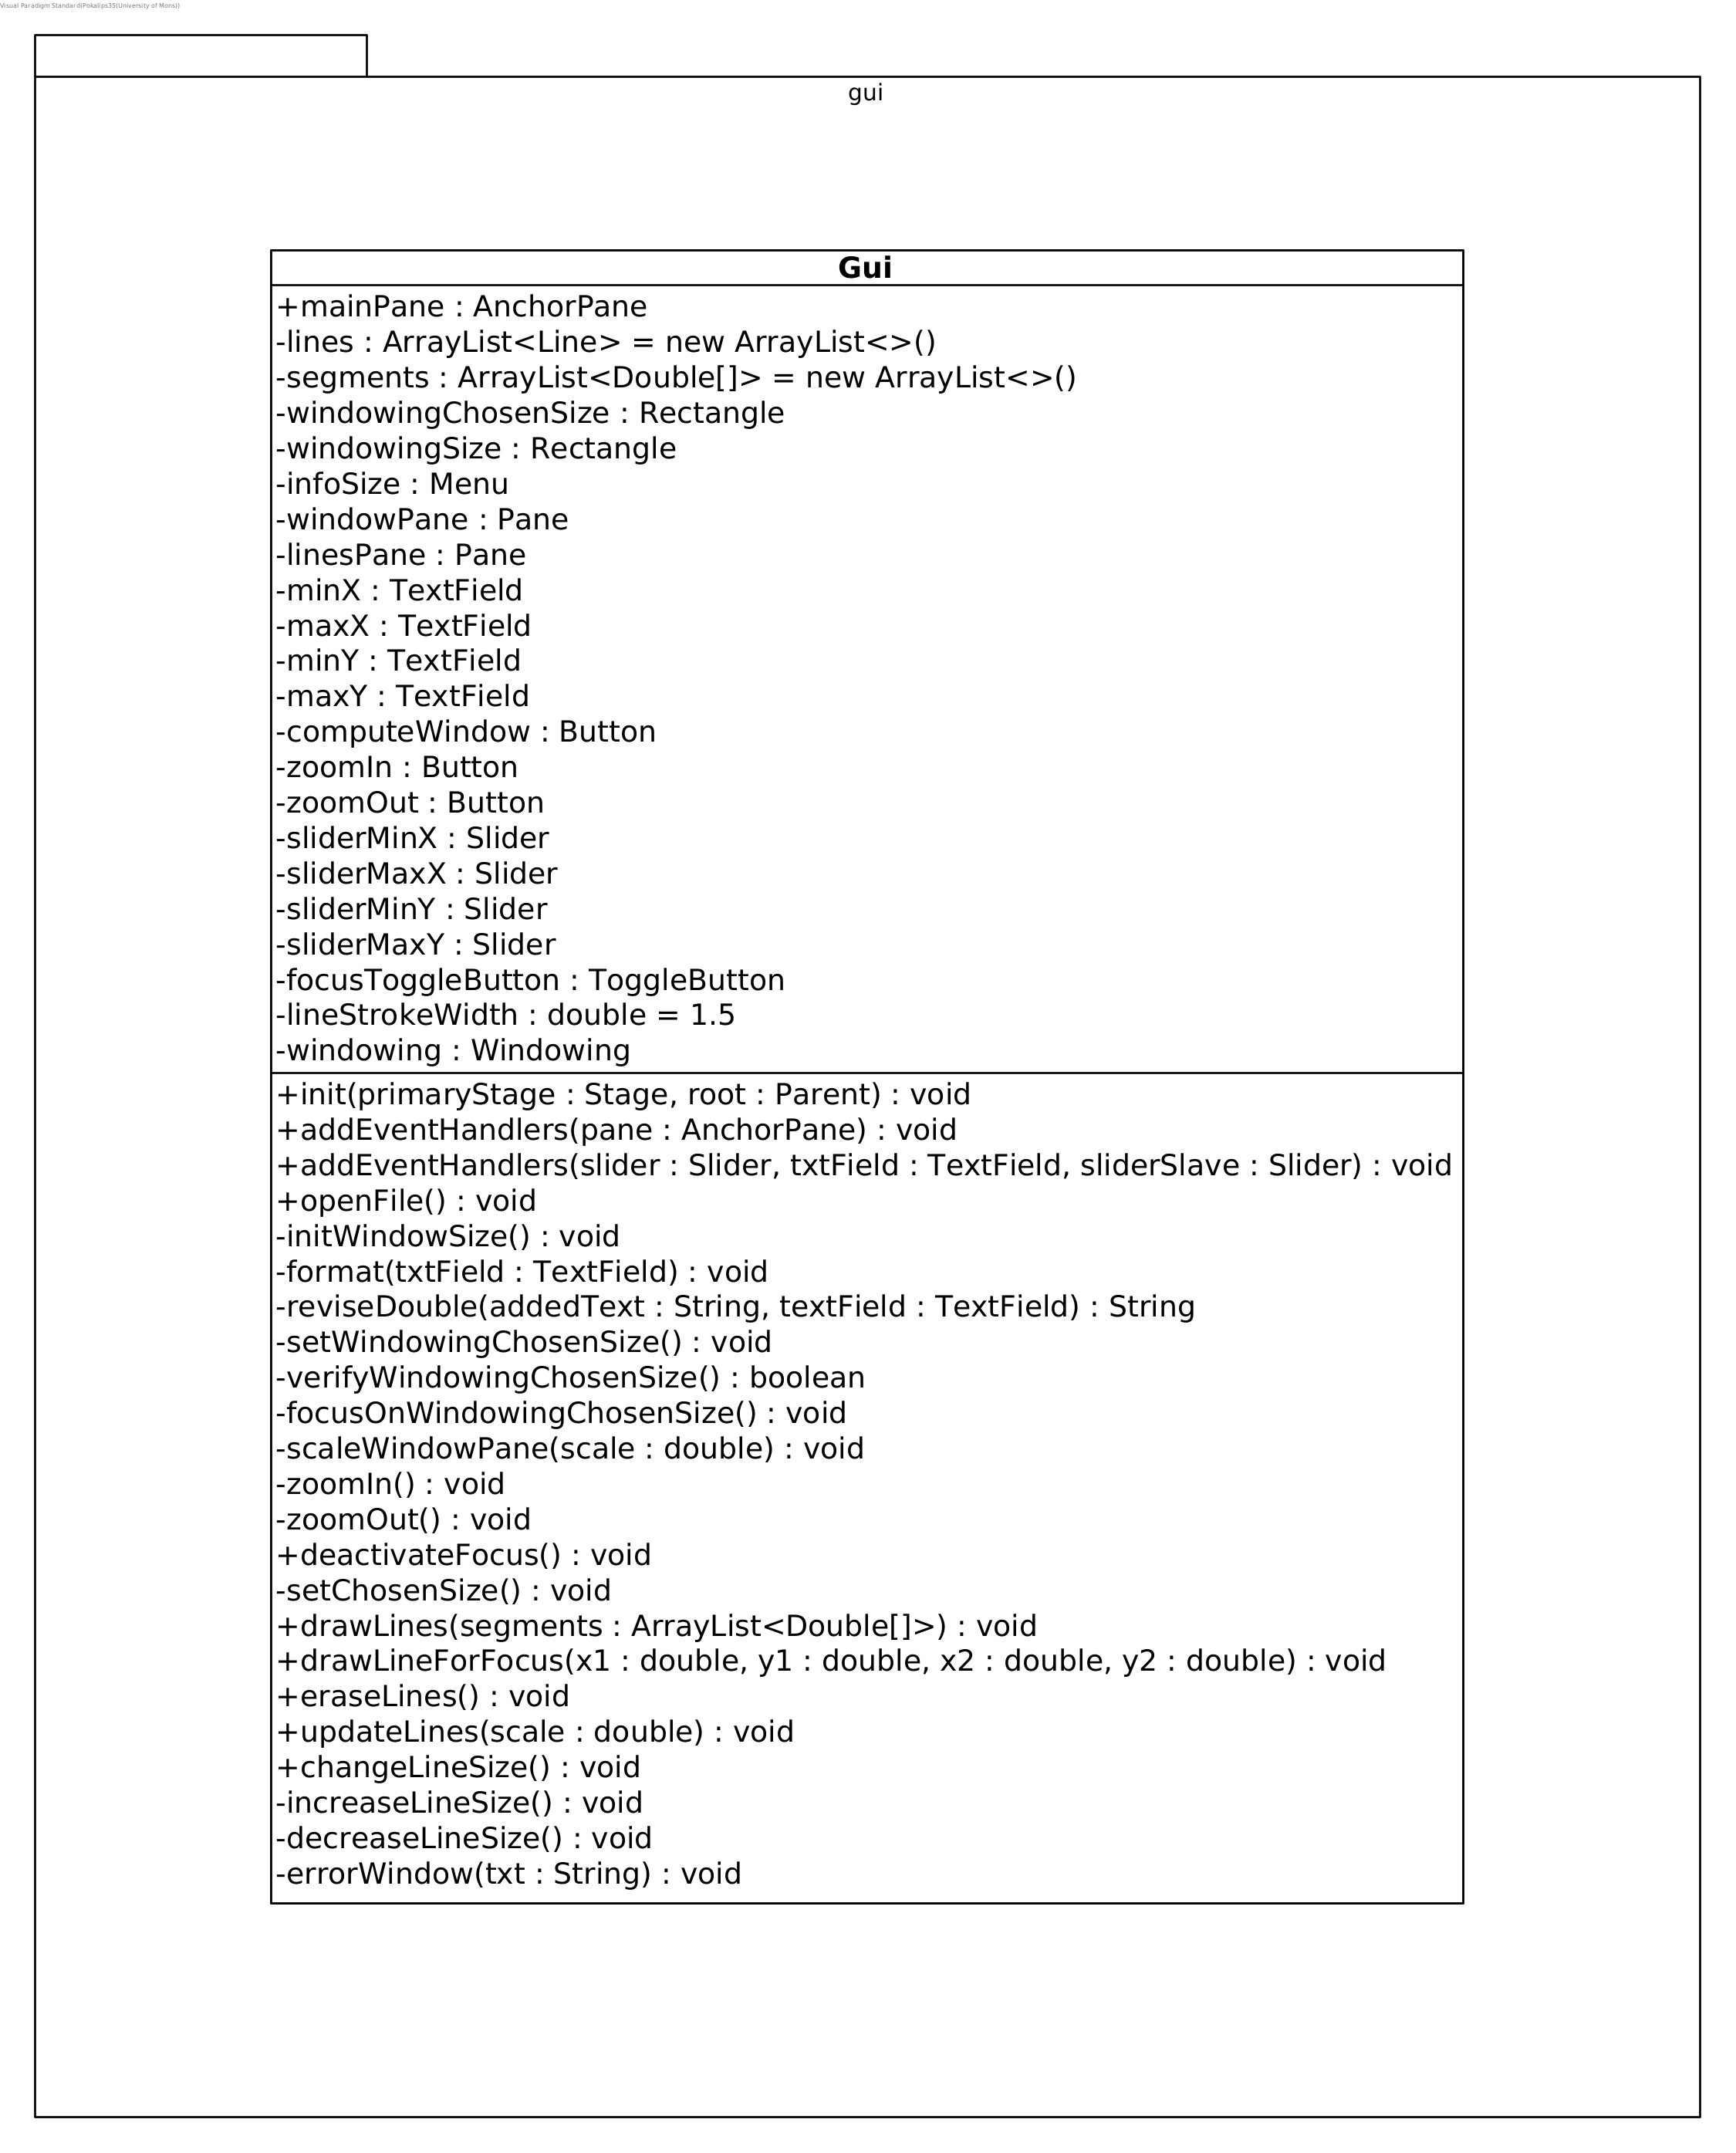 Visual Paradigm Standard(Pokalips35(University of Mons))
gui
Gui
+mainPane : AnchorPane
-lines : ArrayList<Line> = new ArrayList<>()
-segments : ArrayList<Double[]> = new ArrayList<>()
-windowingChosenSize : Rectangle
-windowingSize : Rectangle
-infoSize : Menu
-windowPane : Pane
-linesPane : Pane
-minX : TextField
-maxX : TextField
-minY : TextField
-maxY : TextField
-computeWindow : Button
-zoomIn : Button
-zoomOut : Button
-sliderMinX : Slider
-sliderMaxX : Slider
-sliderMinY : Slider
-sliderMaxY : Slider
-focusToggleButton : ToggleButton
-lineStrokeWidth : double = 1.5
-windowing : Windowing
+init(primaryStage : Stage, root : Parent) : void
+addEventHandlers(pane : AnchorPane) : void
+addEventHandlers(slider : Slider, txtField : TextField, sliderSlave : Slider) : void
+openFile() : void
-initWindowSize() : void
-format(txtField : TextField) : void
-reviseDouble(addedText : String, textField : TextField) : String
-setWindowingChosenSize() : void
-verifyWindowingChosenSize() : boolean
-focusOnWindowingChosenSize() : void
-scaleWindowPane(scale : double) : void
-zoomIn() : void
-zoomOut() : void
+deactivateFocus() : void
-setChosenSize() : void
+drawLines(segments : ArrayList<Double[]>) : void
+drawLineForFocus(x1 : double, y1 : double, x2 : double, y2 : double) : void
+eraseLines() : void
+updateLines(scale : double) : void
+changeLineSize() : void
-increaseLineSize() : void
-decreaseLineSize() : void
-errorWindow(txt : String) : void